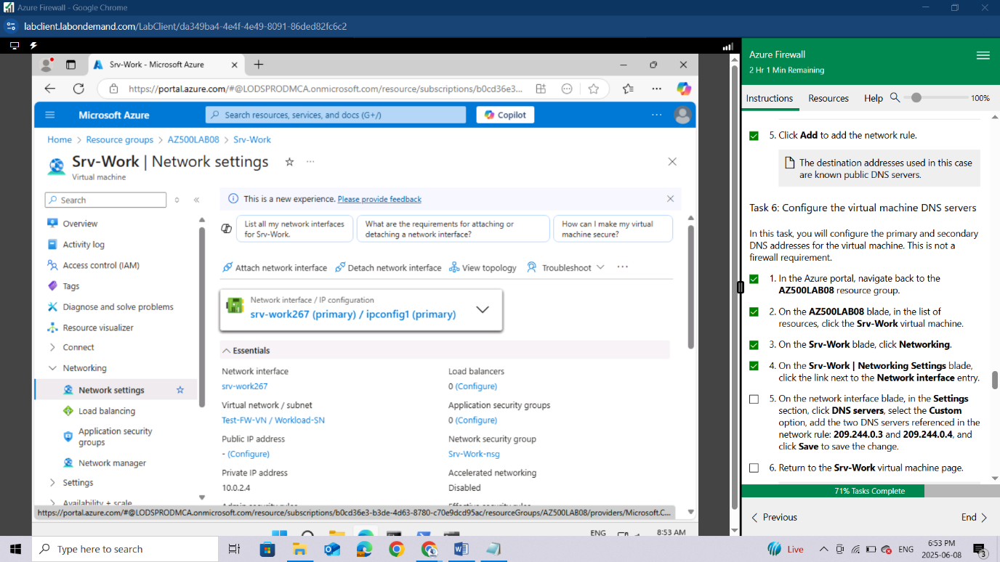 Azure Firewall - Google Chrome
labclient.labondemand.com/LabClient/da349ba4-4e4f-4e49-8091-86ded82fc6c2
Srv-Work - Microsoft Azure
https://portal.azure.com/#@LODSPRODMCA.onmicrosoft.com/resource/subscriptions/b0cd36e3...
Microsoft Azure
Search resources, services, and docs (G+/)
Copilot
Home > Resource groups > AZ500LAB08 > Srv-Work
Srv-Work | Network settings
Virtual machine
Search
Overview
Activity log
Access control (IAM)
Tags
Diagnose and solve problems
Resource visualizer
Connect
Networking
Network settings
Load balancing
Application security
groups
Network manager
Settings
Availability + scale
This is a new experience. Please provide feedback
List all my network interfaces
for Srv-Work.
What are the requirements for attaching or
detaching a network interface?
How can I make my virtual
machine secure?
Attach network interface
Detach network interface
View topology
Troubleshoot
Network interface / IP configuration
srv-work267 (primary) / ipconfig1 (primary)
Essentials
Network interface
srv-work267
Virtual network / subnet
Test-FW-VN / Workload-SN
Public IP address
- (Configure)
Private IP address
10.0.2.4
Admin security rules
Load balancers
0 (Configure)
Application security groups
0 (Configure)
Network security group
Srv-Work-nsg
Accelerated networking
Disabled
Effective security rules
https://portal.azure.com/#@LODSPRODMCA.onmicrosoft.com/resource/subscriptions/b0cd36e3-b3de-4d63-8780-c70e9dcd95ac/resourceGroups/AZ500LAB08/providers/Microsoft.C...
ENG
8:53 AM
Azure Firewall
2 Hr 1 Min Remaining
Instructions
Resources
Help
100%
5. Click Add to add the network rule.
The destination addresses used in this case
are known public DNS servers.
Task 6: Configure the virtual machine DNS servers
In this task, you will configure the primary and secondary
DNS addresses for the virtual machine. This is not a
firewall requirement.
1. In the Azure portal, navigate back to the
AZ500LAB08 resource group.
2. On the AZ500LAB08 blade, in the list of
resources, click the Srv-Work virtual machine.
3. On the Srv-Work blade, click Networking.
4. On the Srv-Work | Networking Settings blade,
click the link next to the Network interface entry.
5. On the network interface blade, in the Settings
section, click DNS servers, select the Custom
option, add the two DNS servers referenced in the
network rule: 209.244.0.3 and 209.244.0.4, and
click Save to save the change.
6. Return to the Srv-Work virtual machine page.
71% Tasks Complete
Previous
End
Type here to search
Live
ENG
6:53 PM
2025-06-08
3